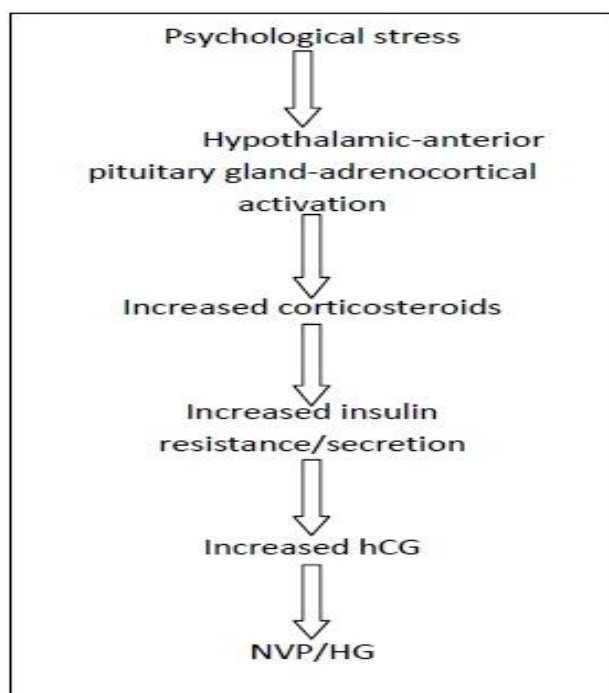 Psychological stress
Hypothalamic-anterior
pituitary gland-adrenocortical
activation
Increased corticosteroids
Increased insulin
resistance/secretion
Increased hCG
NVP/HG